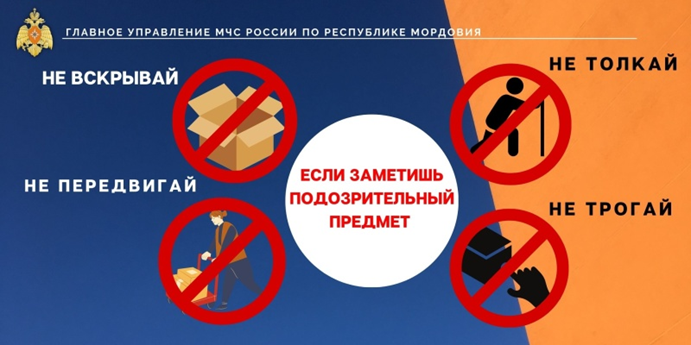 ГЛАВНОЕ УПРАВЛЕНИЕ МЧС РОССИИ ПО РЕСПУБЛИКЕ МОРДОВИЯ
НЕ ВСКРЫВАЙ
НЕ ТОЛКАЙ
ЕСЛИ ЗАМЕТИШЬ
ПОДОЗРИТЕЛЬНЫЙ
ПРЕДМЕТ
НЕ ПЕРЕДВИГАЙ
НЕ ТРОГАЙ